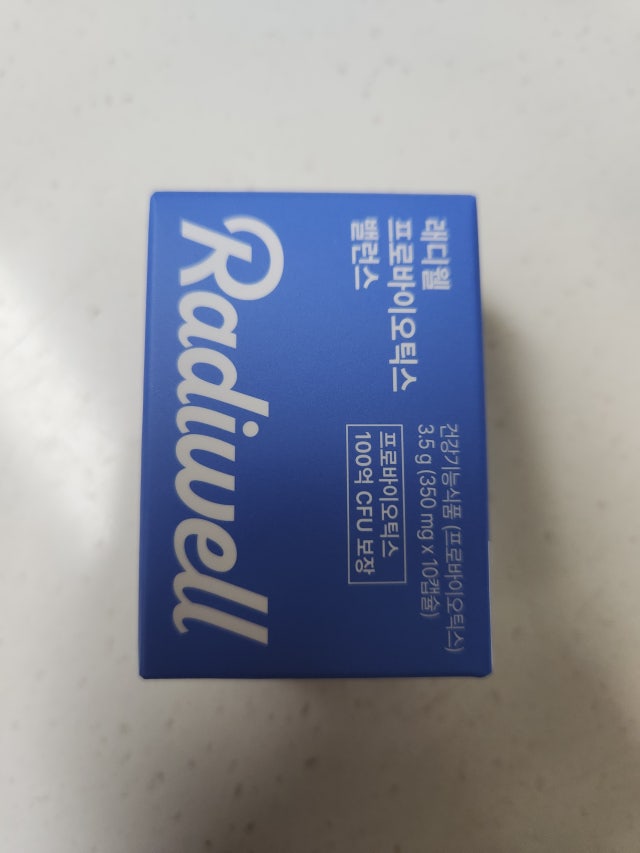 래디웰
프로바이오틱스
밸런스
건강기능식품 (프로바이오틱스)
3.5 g (350 mg x 10캡슐)
프로바이오틱스
100억 CFU 보장
Radiwell